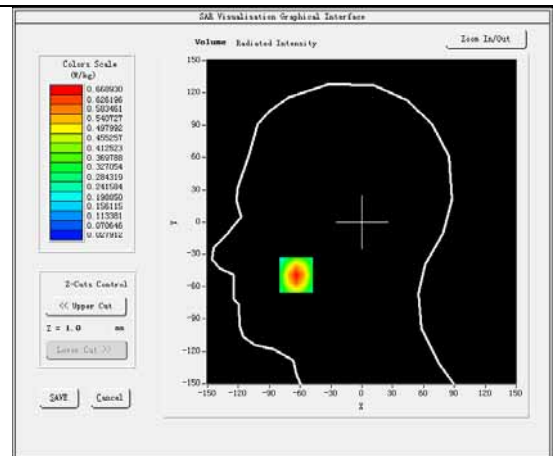 SAR Visualisation Graphical Interface
Volume Radiated Intensity
Zoom In/Out
Colors Scale
(W/kg)
0.668930
0.626196
0.583461
0.540727
0.497992
0.455257
0.412523
0.369788
0.327054
0.284319
0.241584
0.198850
0.156115
0.113381
0.070646
0.027912
Z-Cuts Control
<< Upper Cut
Z = 1.0 mm
Lower Cut >>
SAVE
Cancel
150
120
90
60
30
0
-30
-60
-90
-120
-150
Y
-150 -120 -90 -60 -30 0 30 60 90 120 150
X